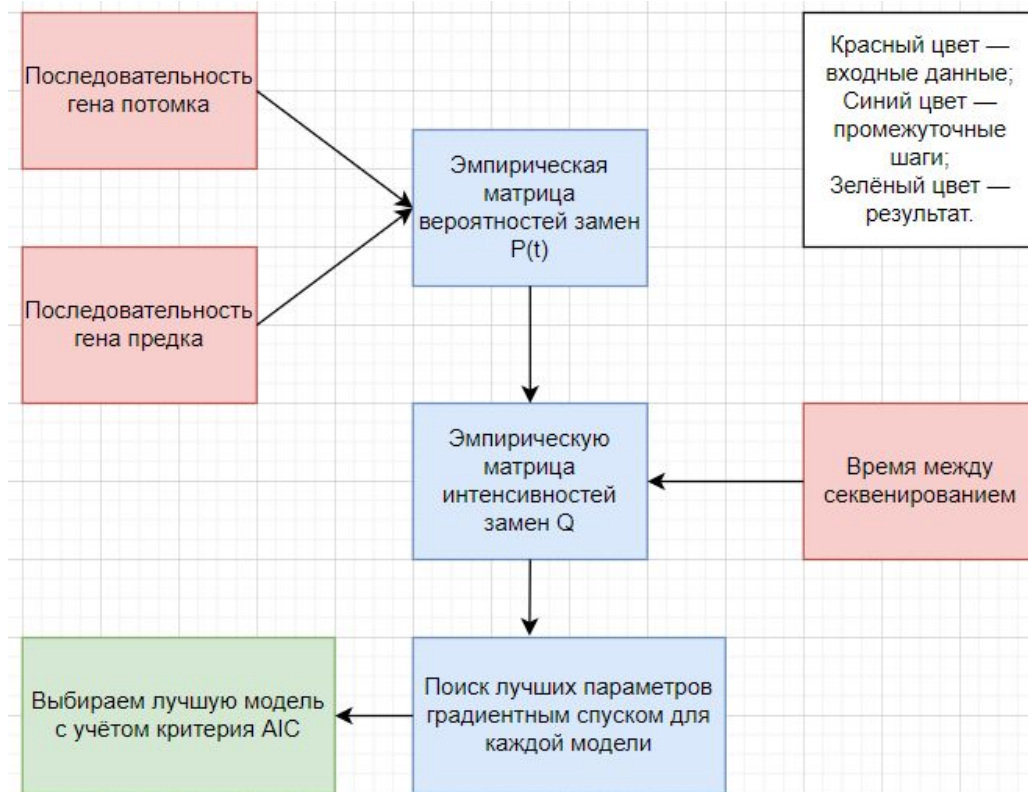 Последовательность
гена потомка
Красный цвет —
входные данные;
Синий цвет —
промежуточные
шаги;
Зелёный цвет —
результат.
Эмпирическая
матрица
вероятностей замен
P(t)
Последовательность
гена предка
Эмпирическую
матрица
интенсивностей
замен Q
Время между
секвенированием
Выбираем лучшую модель
с учётом критерия AIC
Поиск лучших параметров
градиентным спуском для
каждой модели